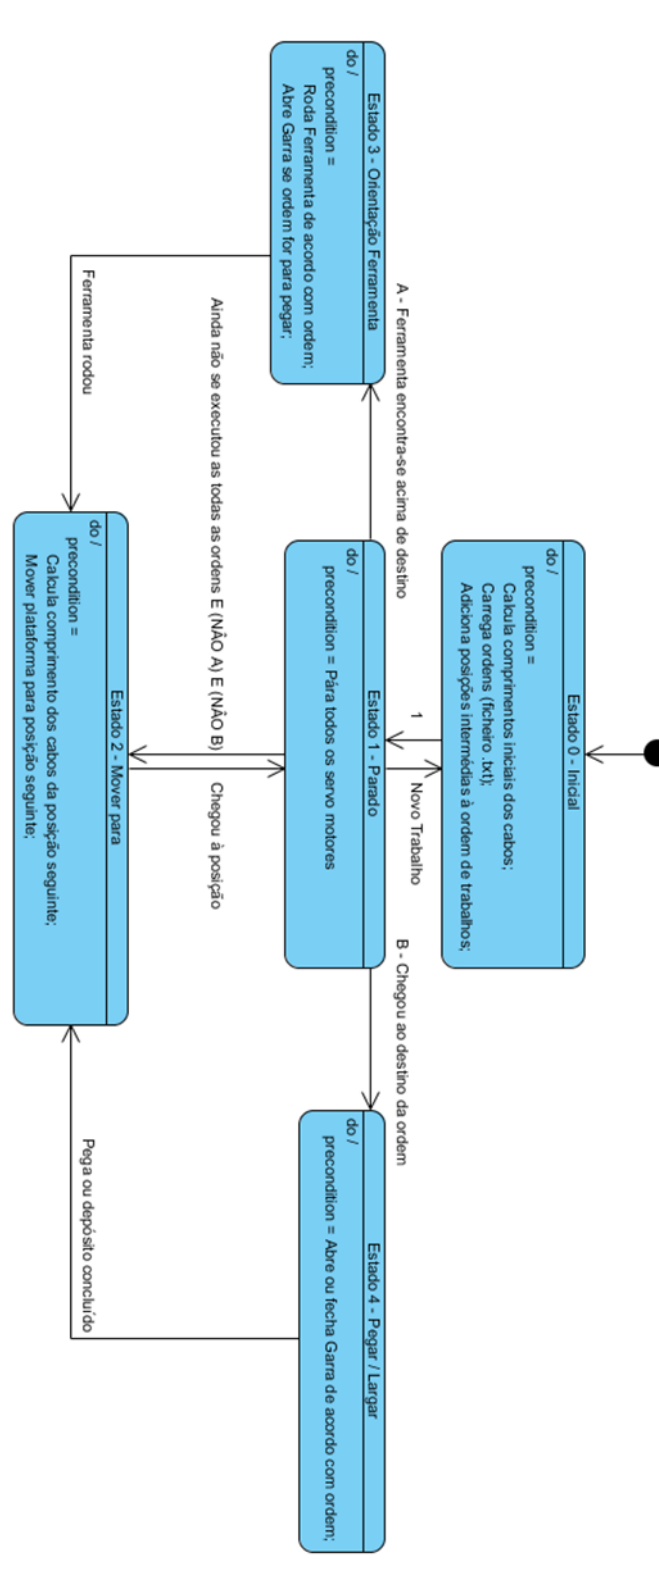 Estado 0 - Inicial
do /
precondition =
Calcula comprimentos iniciais dos cabos;
Carrega ordens (ficheiro .txt);
Adiciona posições intermédias à ordem de trabalhos;
1
Novo Trabalho
A - Ferramenta encontra-se acima de destino
B - Chegou ao destino da ordem
Estado 3 - Orientação Ferramenta
do /
precondition =
Roda Ferramenta de acordo com ordem;
Abre Garra se ordem for para pegar;
Estado 1 - Parado
do /
precondition = Pára todos os servo motores
Estado 4 - Pegar / Largar
do /
precondition = Abre ou fecha Garra de acordo com ordem;
Ainda não se executou as todas as ordens E (NÃO A) E (NÃO B)
Chegou à posição
Ferramenta rodou
Pega ou depósito concluído
Estado 2 - Mover para
do /
precondition =
Calcula comprimento dos cabos da posição seguinte;
Mover plataforma para posição seguinte;